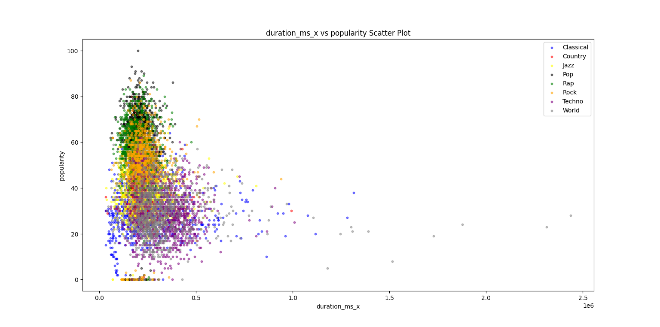 duration_ms_x vs popularity Scatter Plot
100
80
60
40
20
0
popularity
Classical
Country
Jazz
Pop
Rap
Rock
Techno
World
0.0
0.5
1.0
1.5
2.0
2.5
1e6
duration_ms_x